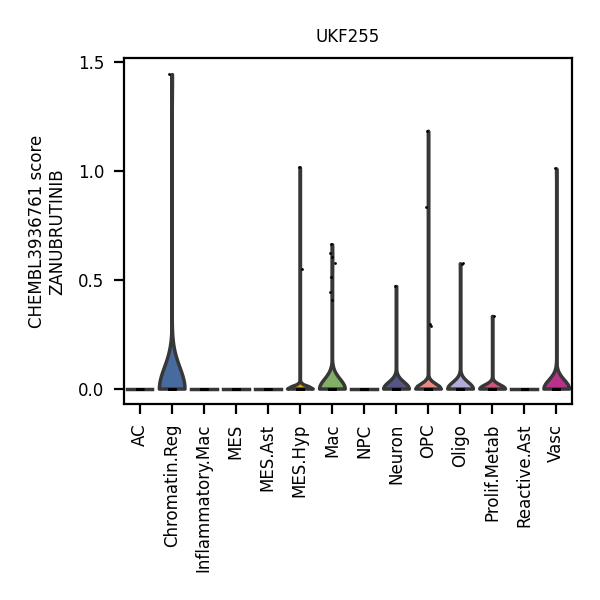 UKF255
CHEMBL3936761 score
ZANUBRUTINIB
1.5
1.0
0.5
0.0
AC
Chromatin.Reg
Inflammatory.Mac
MES
MES.Ast
MES.Hyp
Mac
NPC
Neuron
OPC
Oligo
Prolif.Metab
Reactive.Ast
Vasc